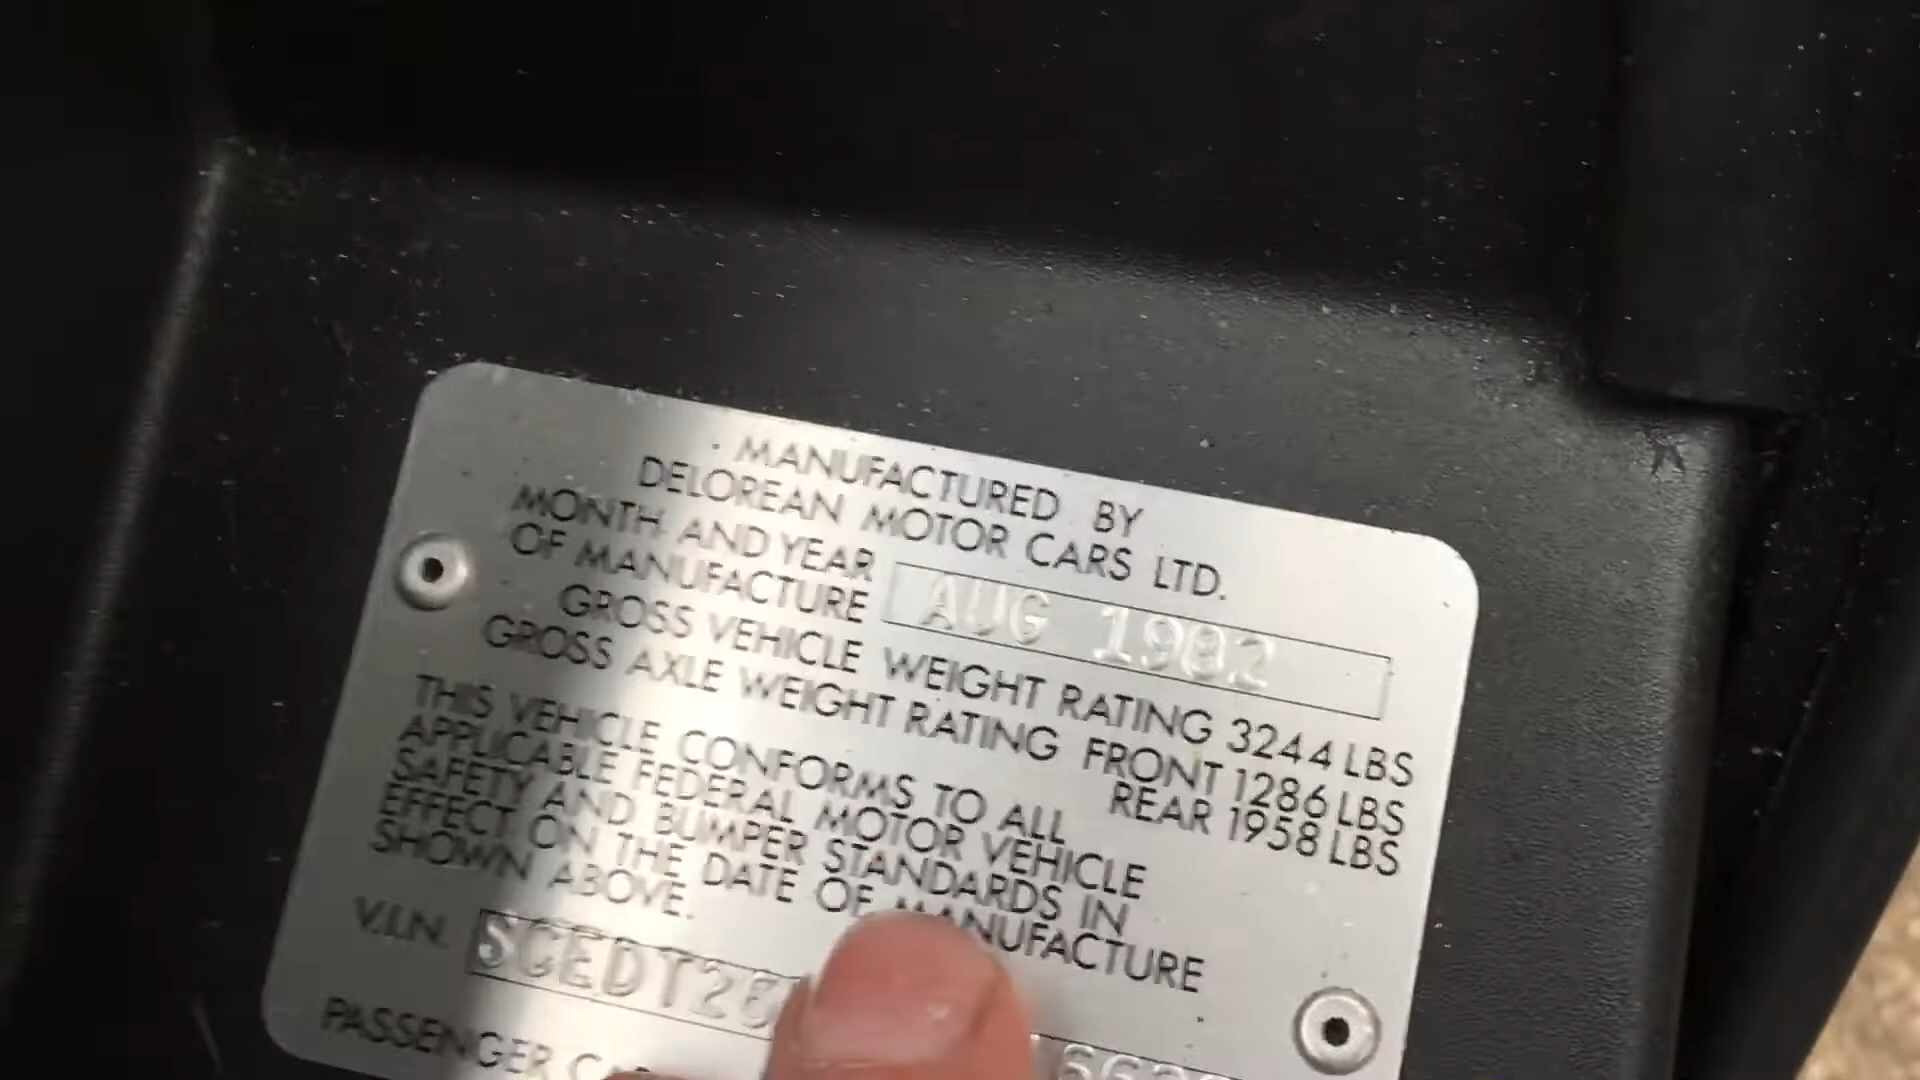 MANUFACTURED BY
DELOREAN MOTOR CARS LTD.
MONTH AND YEAR
OF MANUFACTURE AUG 1982
GROSS VEHICLE WEIGHT RATING 3244 LBS
GROSS AXLE WEIGHT RATING FRONT 1286 LBS
REAR 1958 LBS
THIS VEHICLE CONFORMS TO ALL
APPLICABLE FEDERAL MOTOR VEHICLE
SAFETY AND BUMPER STANDARDS IN
EFFECT ON THE DATE OF MANUFACTURE
SHOWN ABOVE.
V.I.N. SCEDT26
PASSENGER